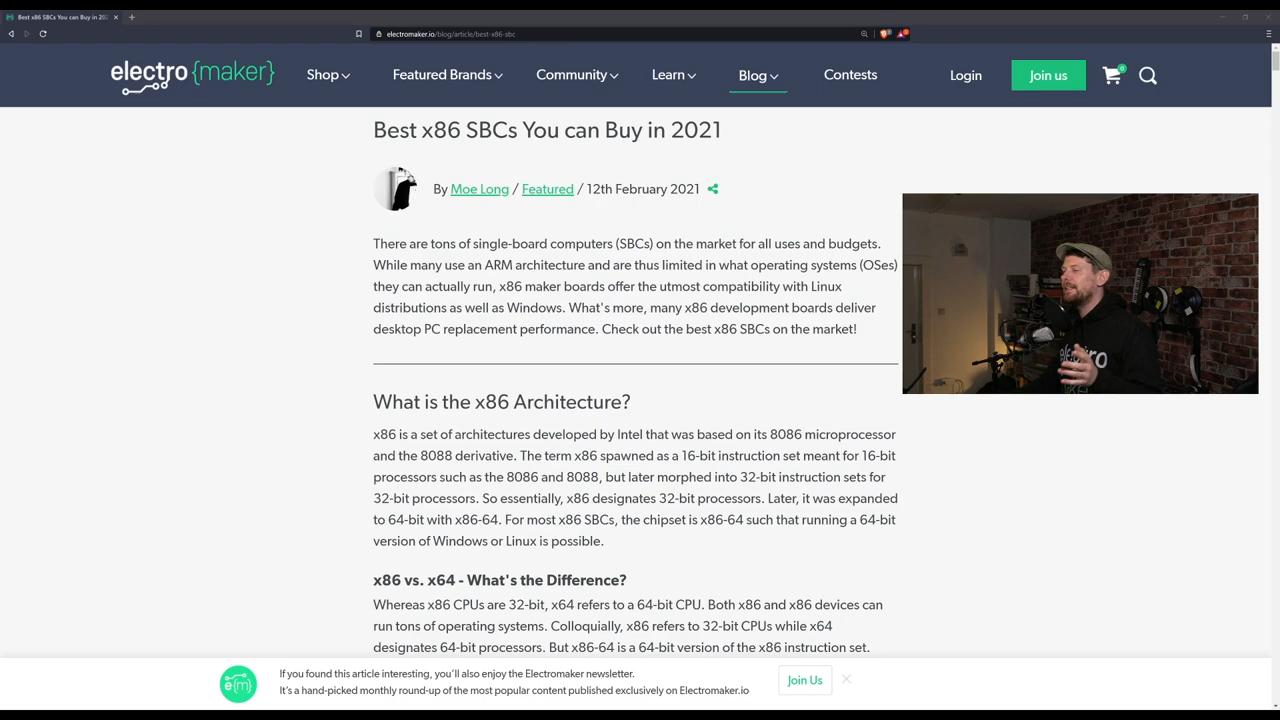 Best x86 SBCs You can Buy in 202
electromaker.io/blog/article/best-x86-sbc
electro{maker}
Shop
Featured Brands
Community
Learn
Blog
Contests
Login
Join us
0
Best x86 SBCs You can Buy in 2021
By Moe Long / Featured / 12th February 2021
There are tons of single-board computers (SBCs) on the market for all uses and budgets.
While many use an ARM architecture and are thus limited in what operating systems (OSes)
they can actually run, x86 maker boards offer the utmost compatibility with Linux
distributions as well as Windows. What's more, many x86 development boards deliver
desktop PC replacement performance. Check out the best x86 SBCs on the market!
What is the x86 Architecture?
x86 is a set of architectures developed by Intel that was based on its 8086 microprocessor
and the 8088 derivative. The term x86 spawned as a 16-bit instruction set meant for 16-bit
processors such as the 8086 and 8088, but later morphed into 32-bit instruction sets for
32-bit processors. So essentially, x86 designates 32-bit processors. Later, it was expanded
to 64-bit with x86-64. For most x86 SBCs, the chipset is x86-64 such that running a 64-bit
version of Windows or Linux is possible.
x86 vs. x64 - What's the Difference?
Whereas x86 CPUs are 32-bit, x64 refers to a 64-bit CPU. Both x86 and x86 devices can
run tons of operating systems. Colloquially, x86 refers to 32-bit CPUs while x64
designates 64-bit processors. But x86-64 is a 64-bit version of the x86 instruction set.
e{m}
If you found this article interesting, you'll also enjoy the Electromaker newsletter.
It's a hand-picked monthly round-up of the most popular content published exclusively on Electromaker.io
Join Us